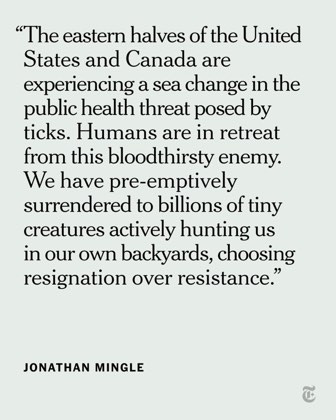 “The eastern halves of the United
States and Canada are
experiencing a sea change in the
public health threat posed by
ticks. Humans are in retreat
from this bloodthirsty enemy.
We have pre-emptively
surrendered to billions of tiny
creatures actively hunting us
in our own backyards, choosing
resignation over resistance.”
JONATHAN MINGLE
T